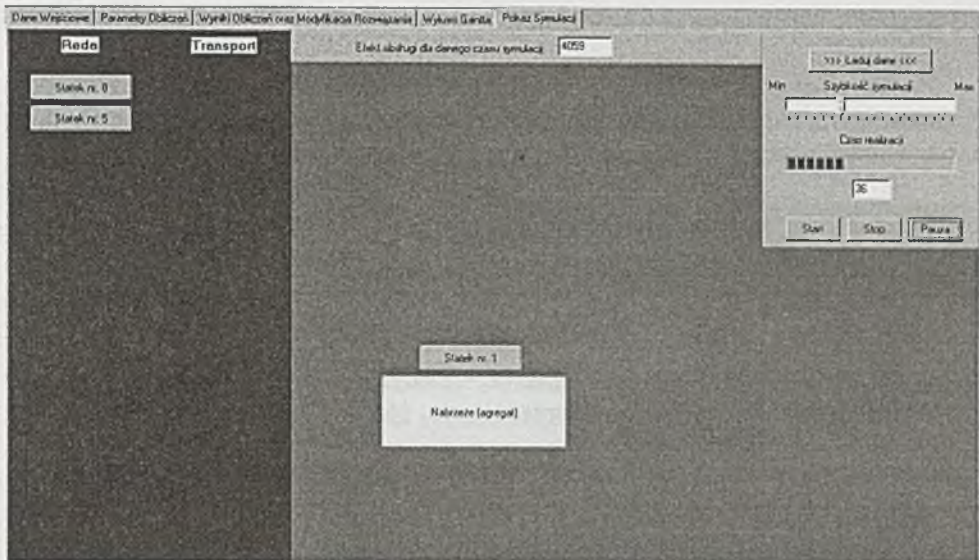 Dane Wejściowe Parametry Obliczeń Wyniki Obliczeń oraz Modyfikacja Rozwiązania Wykres Gantta Pokaz Symulacji
Reda Transport
Efekt obsługi dla danego czasu symulacji 4059
>>> Ładuj dane <<<
Min Szybkość symulacji Max
Czas realizacji
36
Start Stop Pauza
Statek nr. 0
Statek nr. 5
Statek nr. 1
Nabrzeże (agregat)